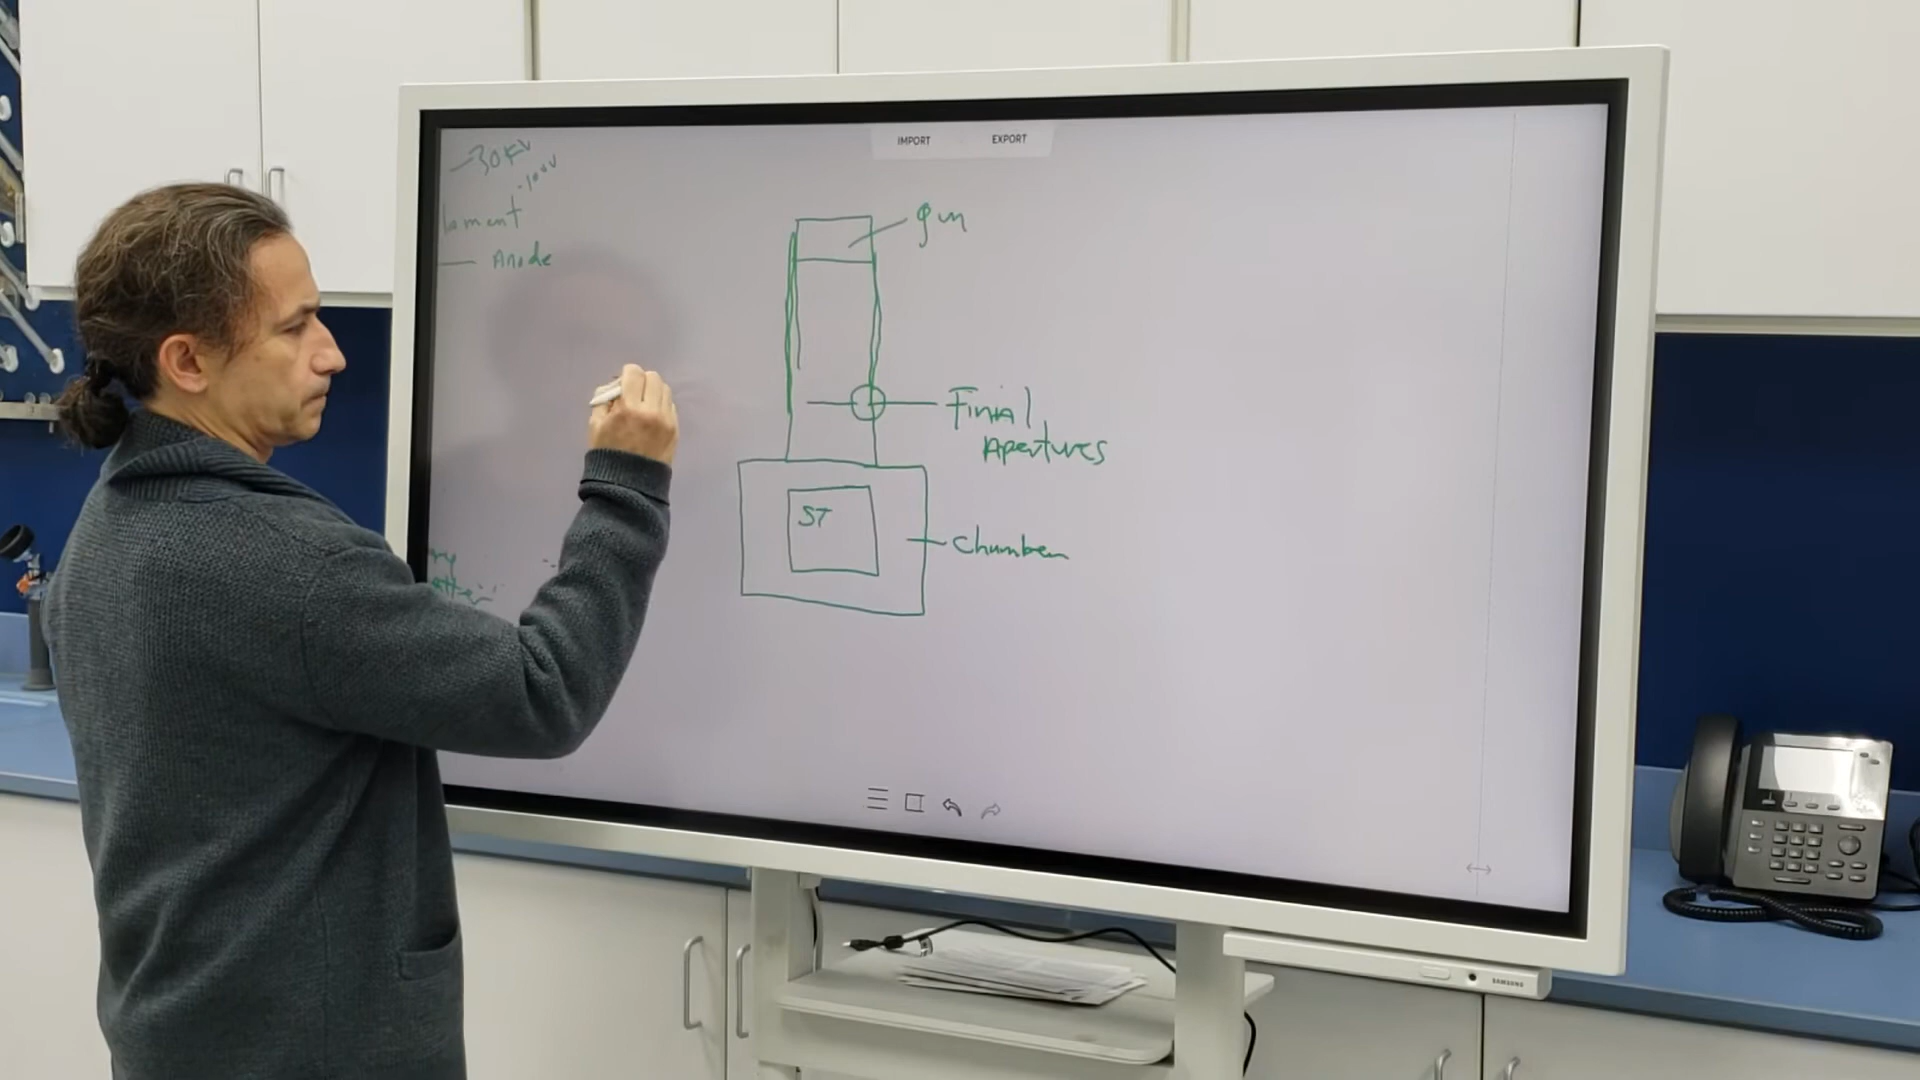 IMPORT EXPORT
-30KV
-100V
lament
Anode
gun
Final
Apertures
ST
chamber
SAMSUNG